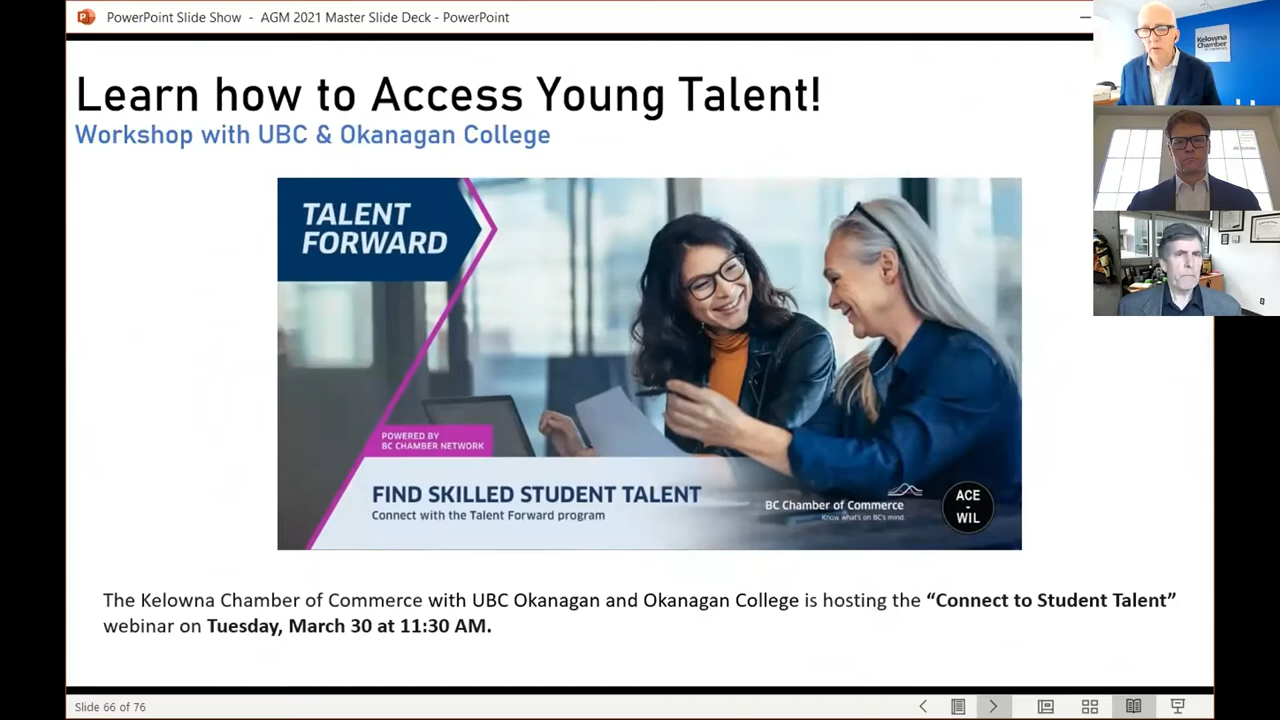 PowerPoint Slide Show - AGM 2021 Master Slide Deck - PowerPoint
Kelowna
Chamber
Learn how to Access Young Talent!
Workshop with UBC & Okanagan College
TALENT
FORWARD
POWERED BY
BC CHAMBER NETWORK
FIND SKILLED STUDENT TALENT
Connect with the Talent Forward program
BC Chamber of Commerce
Know what's on BC's mind.
ACE
-
WIL
The Kelowna Chamber of Commerce with UBC Okanagan and Okanagan College is hosting the “Connect to Student Talent”
webinar on Tuesday, March 30 at 11:30 AM.
Slide 66 of 76